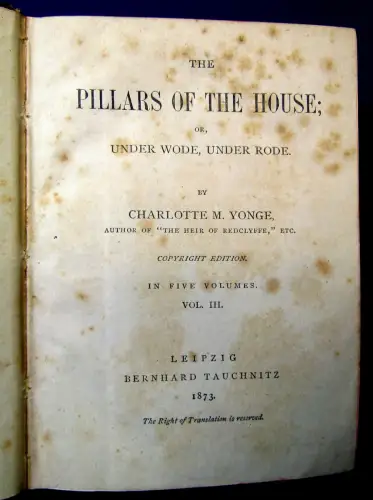 THE
PILLARS OF THE HOUSE;
OR,
UNDER WODE, UNDER RODE.
BY
CHARLOTTE M. YONGE,
AUTHOR OF "THE HEIR OF REDCLYFFE," ETC.
COPYRIGHT EDITION.
IN FIVE VOLUMES.
VOL. III.
LEIPZIG
BERNHARD TAUCHNITZ
1873.
The Right of Translation is reserved.